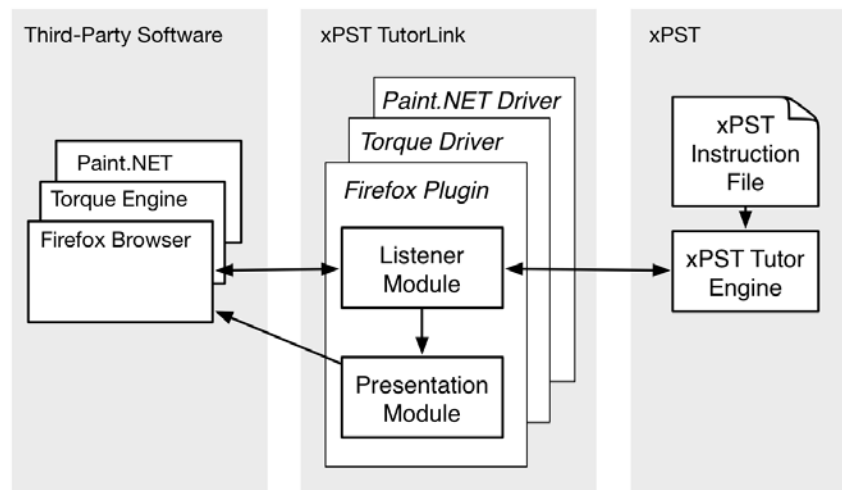 Third-Party Software
Paint.NET
Torque Engine
Firefox Browser
xPST TutorLink
Paint.NET Driver
Torque Driver
Firefox Plugin
Listener
Module
Presentation
Module
xPST
xPST
Instruction
File
xPST Tutor
Engine